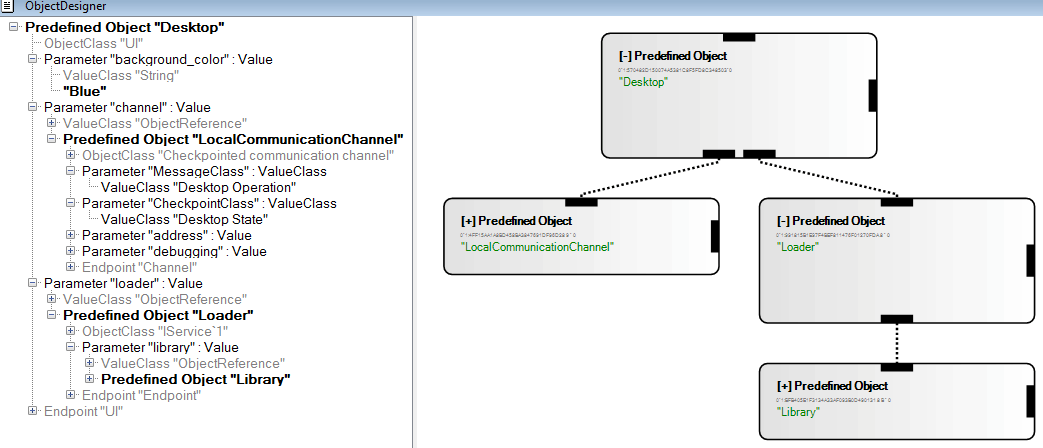 ObjectDesigner
Predefined Object "Desktop"
ObjectClass "UI"
Parameter "background_color" : Value
ValueClass "String"
"Blue"
Parameter "channel" : Value
ValueClass "ObjectReference"
Predefined Object "LocalCommunicationChannel"
ObjectClass "Checkpointed communication channel"
Parameter "MessageClass" : ValueClass
ValueClass "Desktop Operation"
Parameter "CheckpointClass" : ValueClass
ValueClass "Desktop State"
Parameter "address" : Value
Parameter "debugging" : Value
Endpoint "Channel"
Parameter "loader" : Value
ValueClass "ObjectReference"
Predefined Object "Loader"
ObjectClass "IService`1"
Parameter "library" : Value
ValueClass "ObjectReference"
Predefined Object "Library"
Endpoint "Endpoint"
Endpoint "UI"
[-] Predefined Object
"Desktop"
[+] Predefined Object
"LocalCommunicationChannel"
[-] Predefined Object
"Loader"
[+] Predefined Object
"Library"